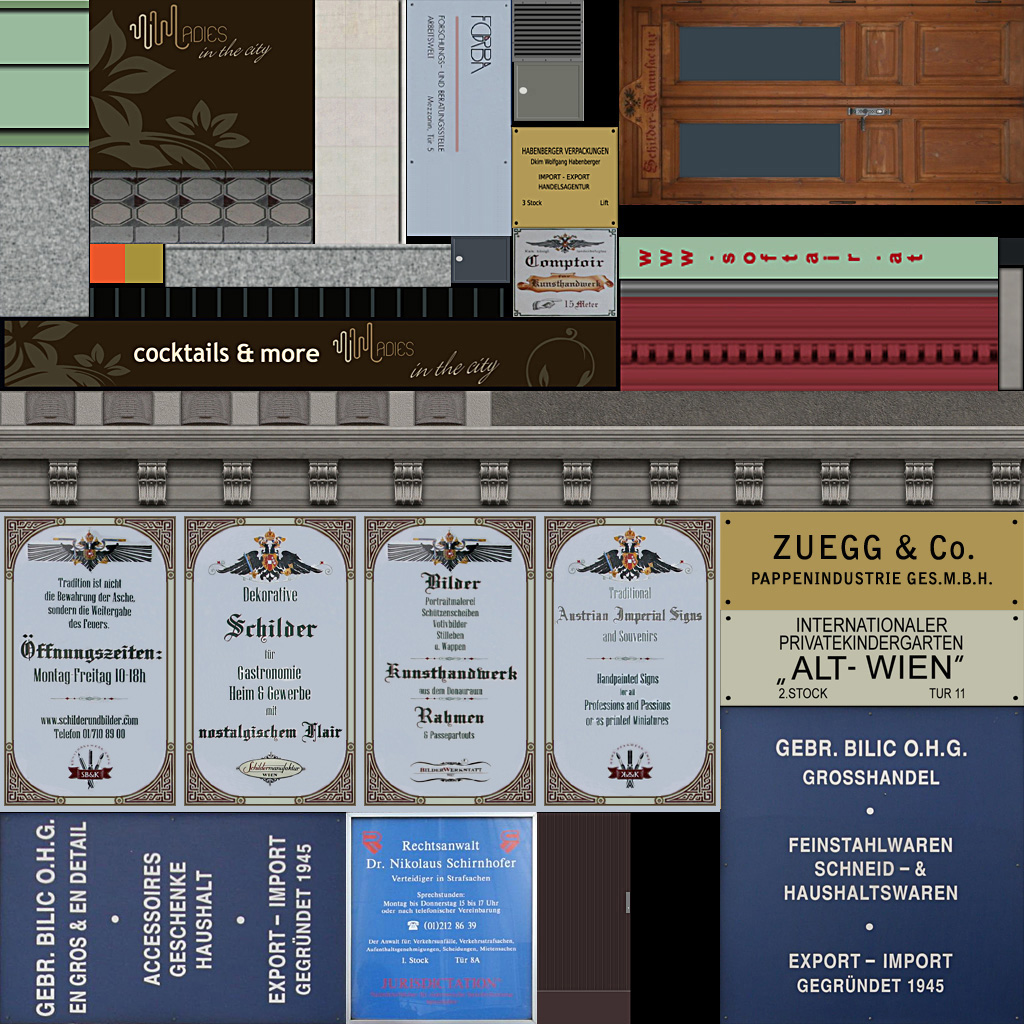 LADIES
in the city
FORBA
FORSCHUNGS- UND BERATUNGSSTELLE
ARBEITSWELT
Mezzanin, Tür 5
HABENBERGER VERPACKUNGEN
Dkim Wolfgang Habenberger
IMPORT - EXPORT
HANDELSAGENTUR
3 Stock Lift
Comptoir
Kunsthandwerk
15 Meter
Schilder-Manufactur
www.softair.at
cocktails & more LADIES
in the city
Tradition ist nicht
die Bewahrung der Asche,
sondern die Weitergabe
des Feuers.
Öffnungszeiten:
Montag-Freitag 10-18h
www.schilderundbilder.com
Telefon 01/710 89 00
SB&K
Dekorative
Schilder
für
Gastronomie
Heim & Gewerbe
mit
nostalgischem Flair
Schildermanufaktur
WIEN
Bilder
Portraitmalerei
Schützenscheiben
Votivbilder
Stilleben
u. Wappen
Kunsthandwerk
aus dem Donauraum
Rahmen
& Passepartouts
BILDERWERKSTATT
Traditional
Austrian Imperial Signs
and Souvenirs
Handpainted Signs
for all
Professions and Passions
or as printed Miniatures
K&K
ZUEGG & Co.
PAPPENINDUSTRIE GES.M.B.H.
INTERNATIONALER
PRIVATEKINDERGARTEN
„ALT- WIEN”
2.STOCK TUR 11
GEBR. BILIC O.H.G.
GROSSHANDEL
•
FEINSTAHLWAREN
SCHNEID – &
HAUSHALTSWAREN
•
EXPORT – IMPORT
GEGRÜNDET 1945
GEBR. BILIC O.H.G.
EN GROS & EN DETAIL
•
ACCESSOIRES
GESCHENKE
HAUSHALT
•
EXPORT – IMPORT
GEGRÜNDET 1945
Rechtsanwalt
Dr. Nikolaus Schirnhofer
Verteidiger in Strafsachen
Sprechstunden:
Montag bis Donnerstag 15 bis 17 Uhr
oder nach telefonischer Vereinbarung
☎ (01)212 86 39
Der Anwalt für: Verkehrsunfälle, Verkehrsstrafsachen,
Aufenthaltsgenehmigungen, Scheidungen, Mietensachen
1. Stock Tür 8A